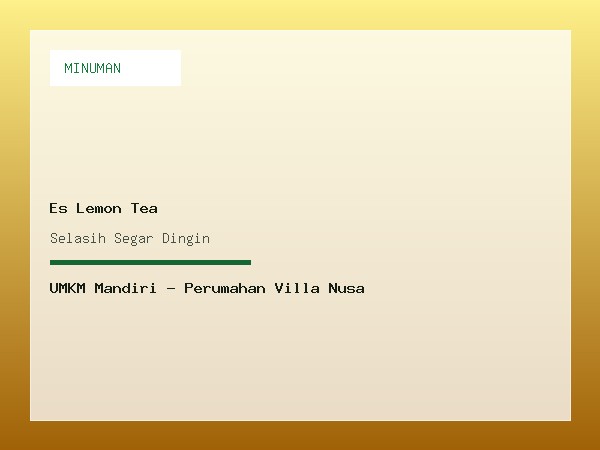 MINUMAN
Es Lemon Tea
Selasih Segar Dingin
UMKM Mandiri - Perumahan Villa Nusa